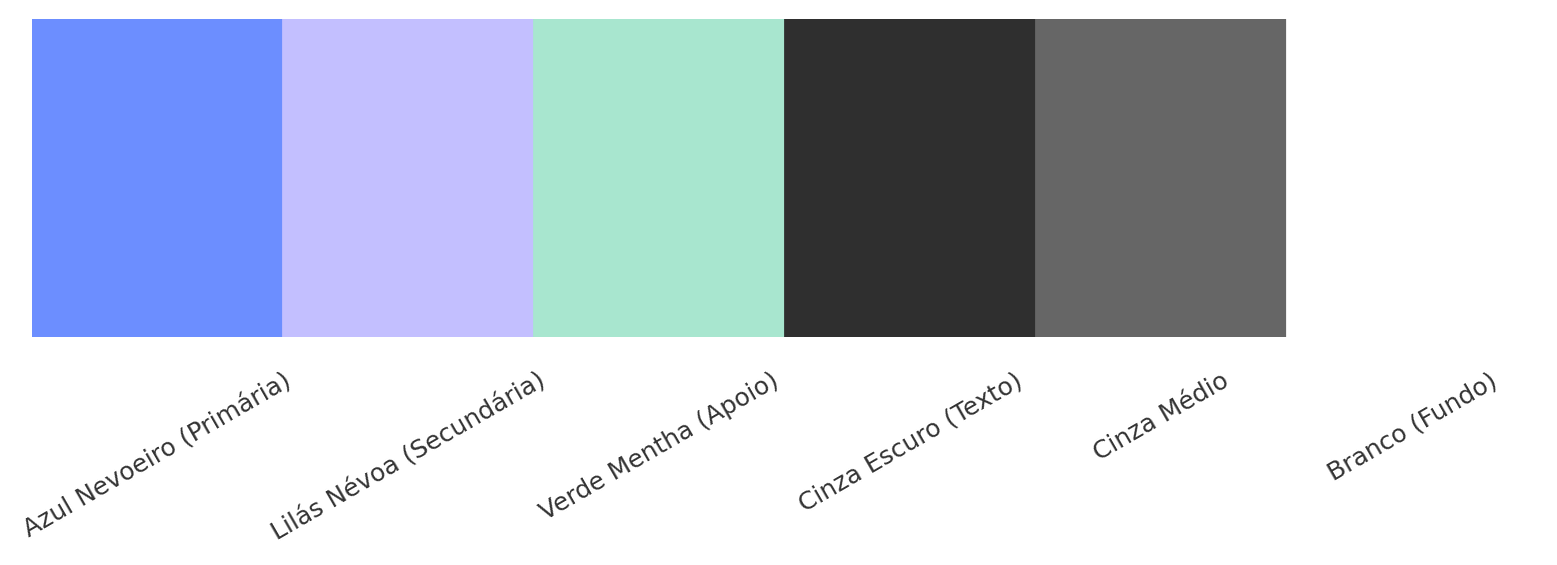 Azul Nevoeiro (Primária)
Lilás Névoa (Secundária)
Verde Mentha (Apoio)
Cinza Escuro (Texto)
Cinza Médio
Branco (Fundo)